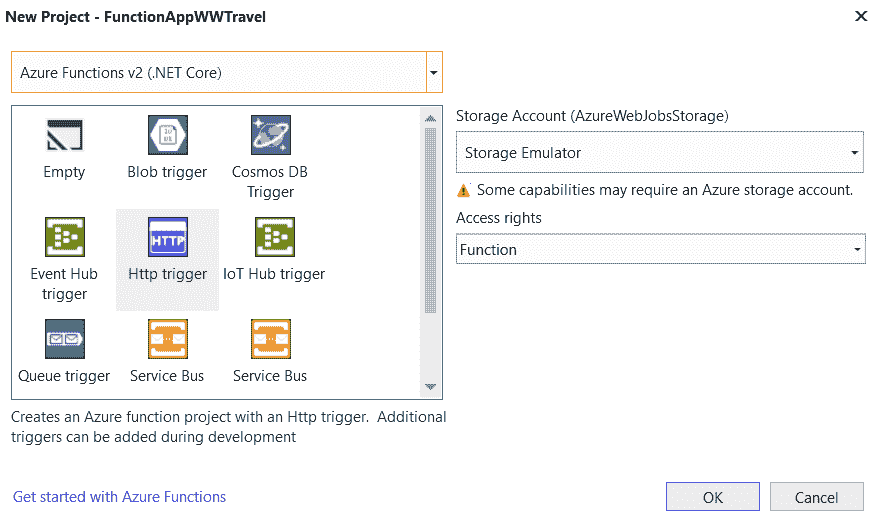 New Project - FunctionAppWWTravel
Azure Functions v2 (.NET Core)
Empty
Blob trigger
Cosmos DB
Trigger
Event Hub
trigger
HTTP
Http trigger
IoT Hub trigger
Queue trigger
Service Bus
Service Bus
Creates an Azure function project with an Http trigger. Additional
triggers can be added during development
Get started with Azure Functions
Storage Account (AzureWebJobsStorage)
Storage Emulator
Some capabilities may require an Azure storage account.
Access rights
Function
OK
Cancel